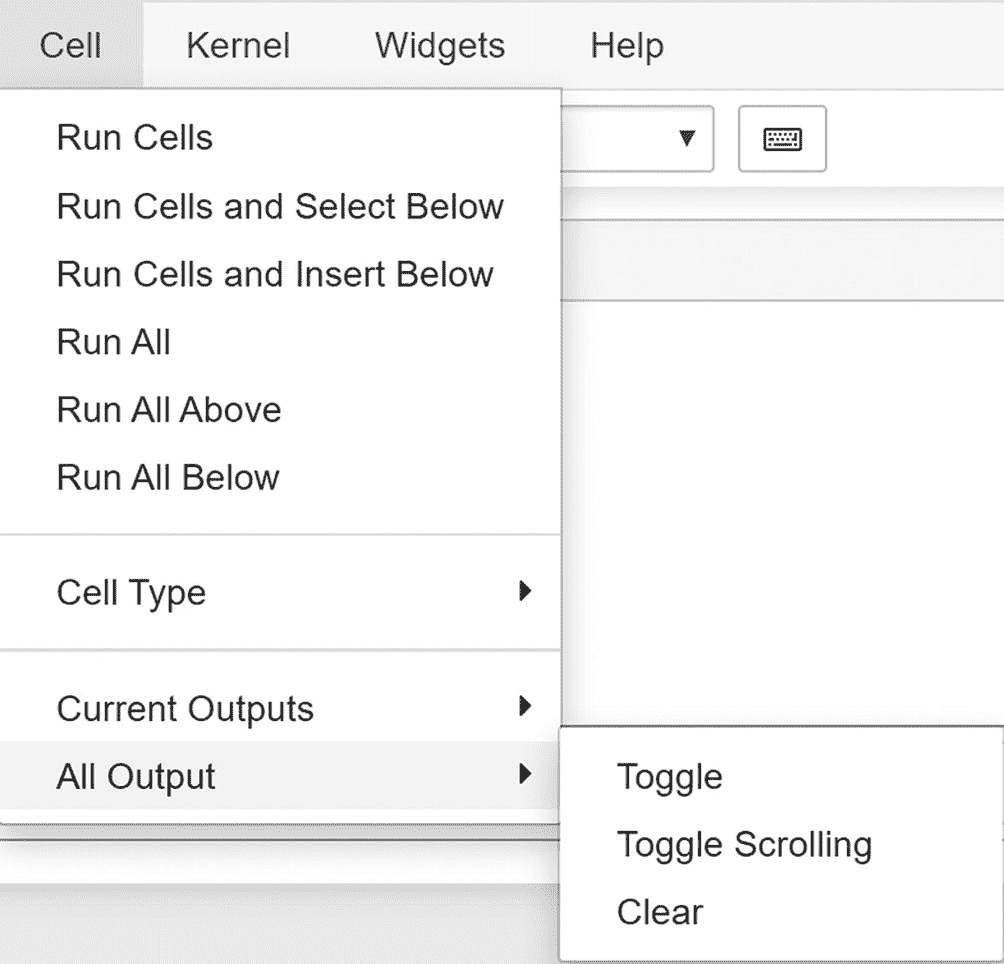 Cell Kernel Widgets Help
Run Cells
Run Cells and Select Below
Run Cells and Insert Below
Run All
Run All Above
Run All Below
Cell Type
Current Outputs
All Output
Toggle
Toggle Scrolling
Clear